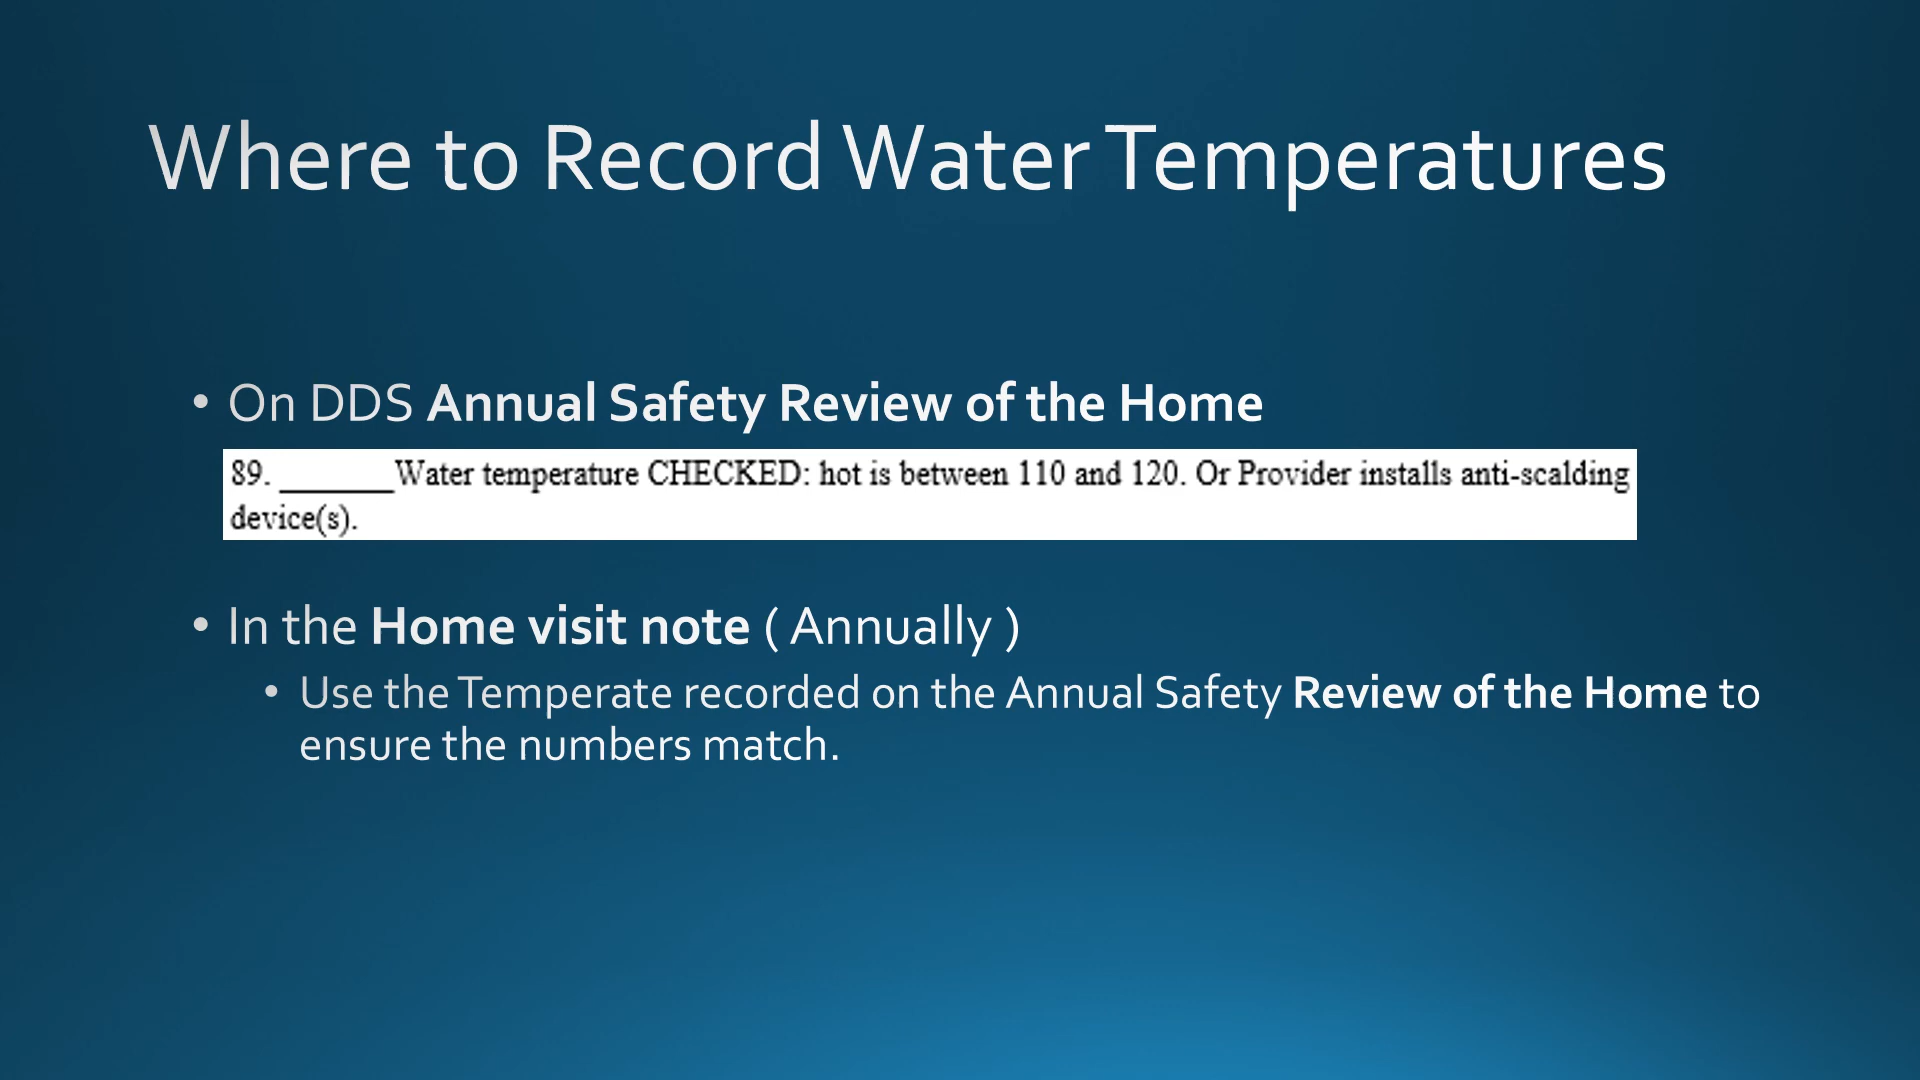 Where to Record Water Temperatures
• On DDS Annual Safety Review of the Home
89. _______Water temperature CHECKED: hot is between 110 and 120. Or Provider installs anti-scalding
device(s).
• In the Home visit note ( Annually )
• Use the Temperate recorded on the Annual Safety Review of the Home to
ensure the numbers match.